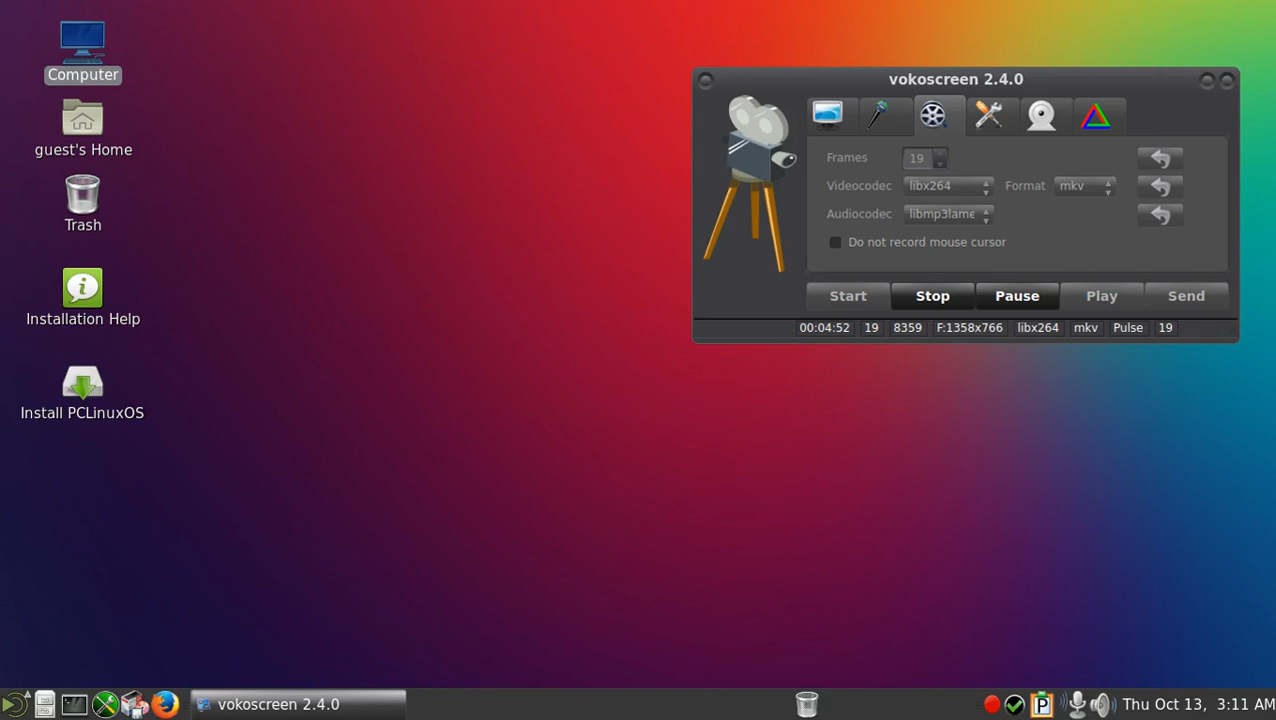 Computer
guest's Home
Trash
Installation Help
Install PCLinuxOS
vokoscreen 2.4.0
Frames 19
Videocodec libx264 Format mkv
Audiocodec libmp3lame
Do not record mouse cursor
Start Stop Pause Play Send
00:04:52 19 8359 F:1358x766 libx264 mkv Pulse 19
vokoscreen 2.4.0
P
Thu Oct 13, 3:11 AM